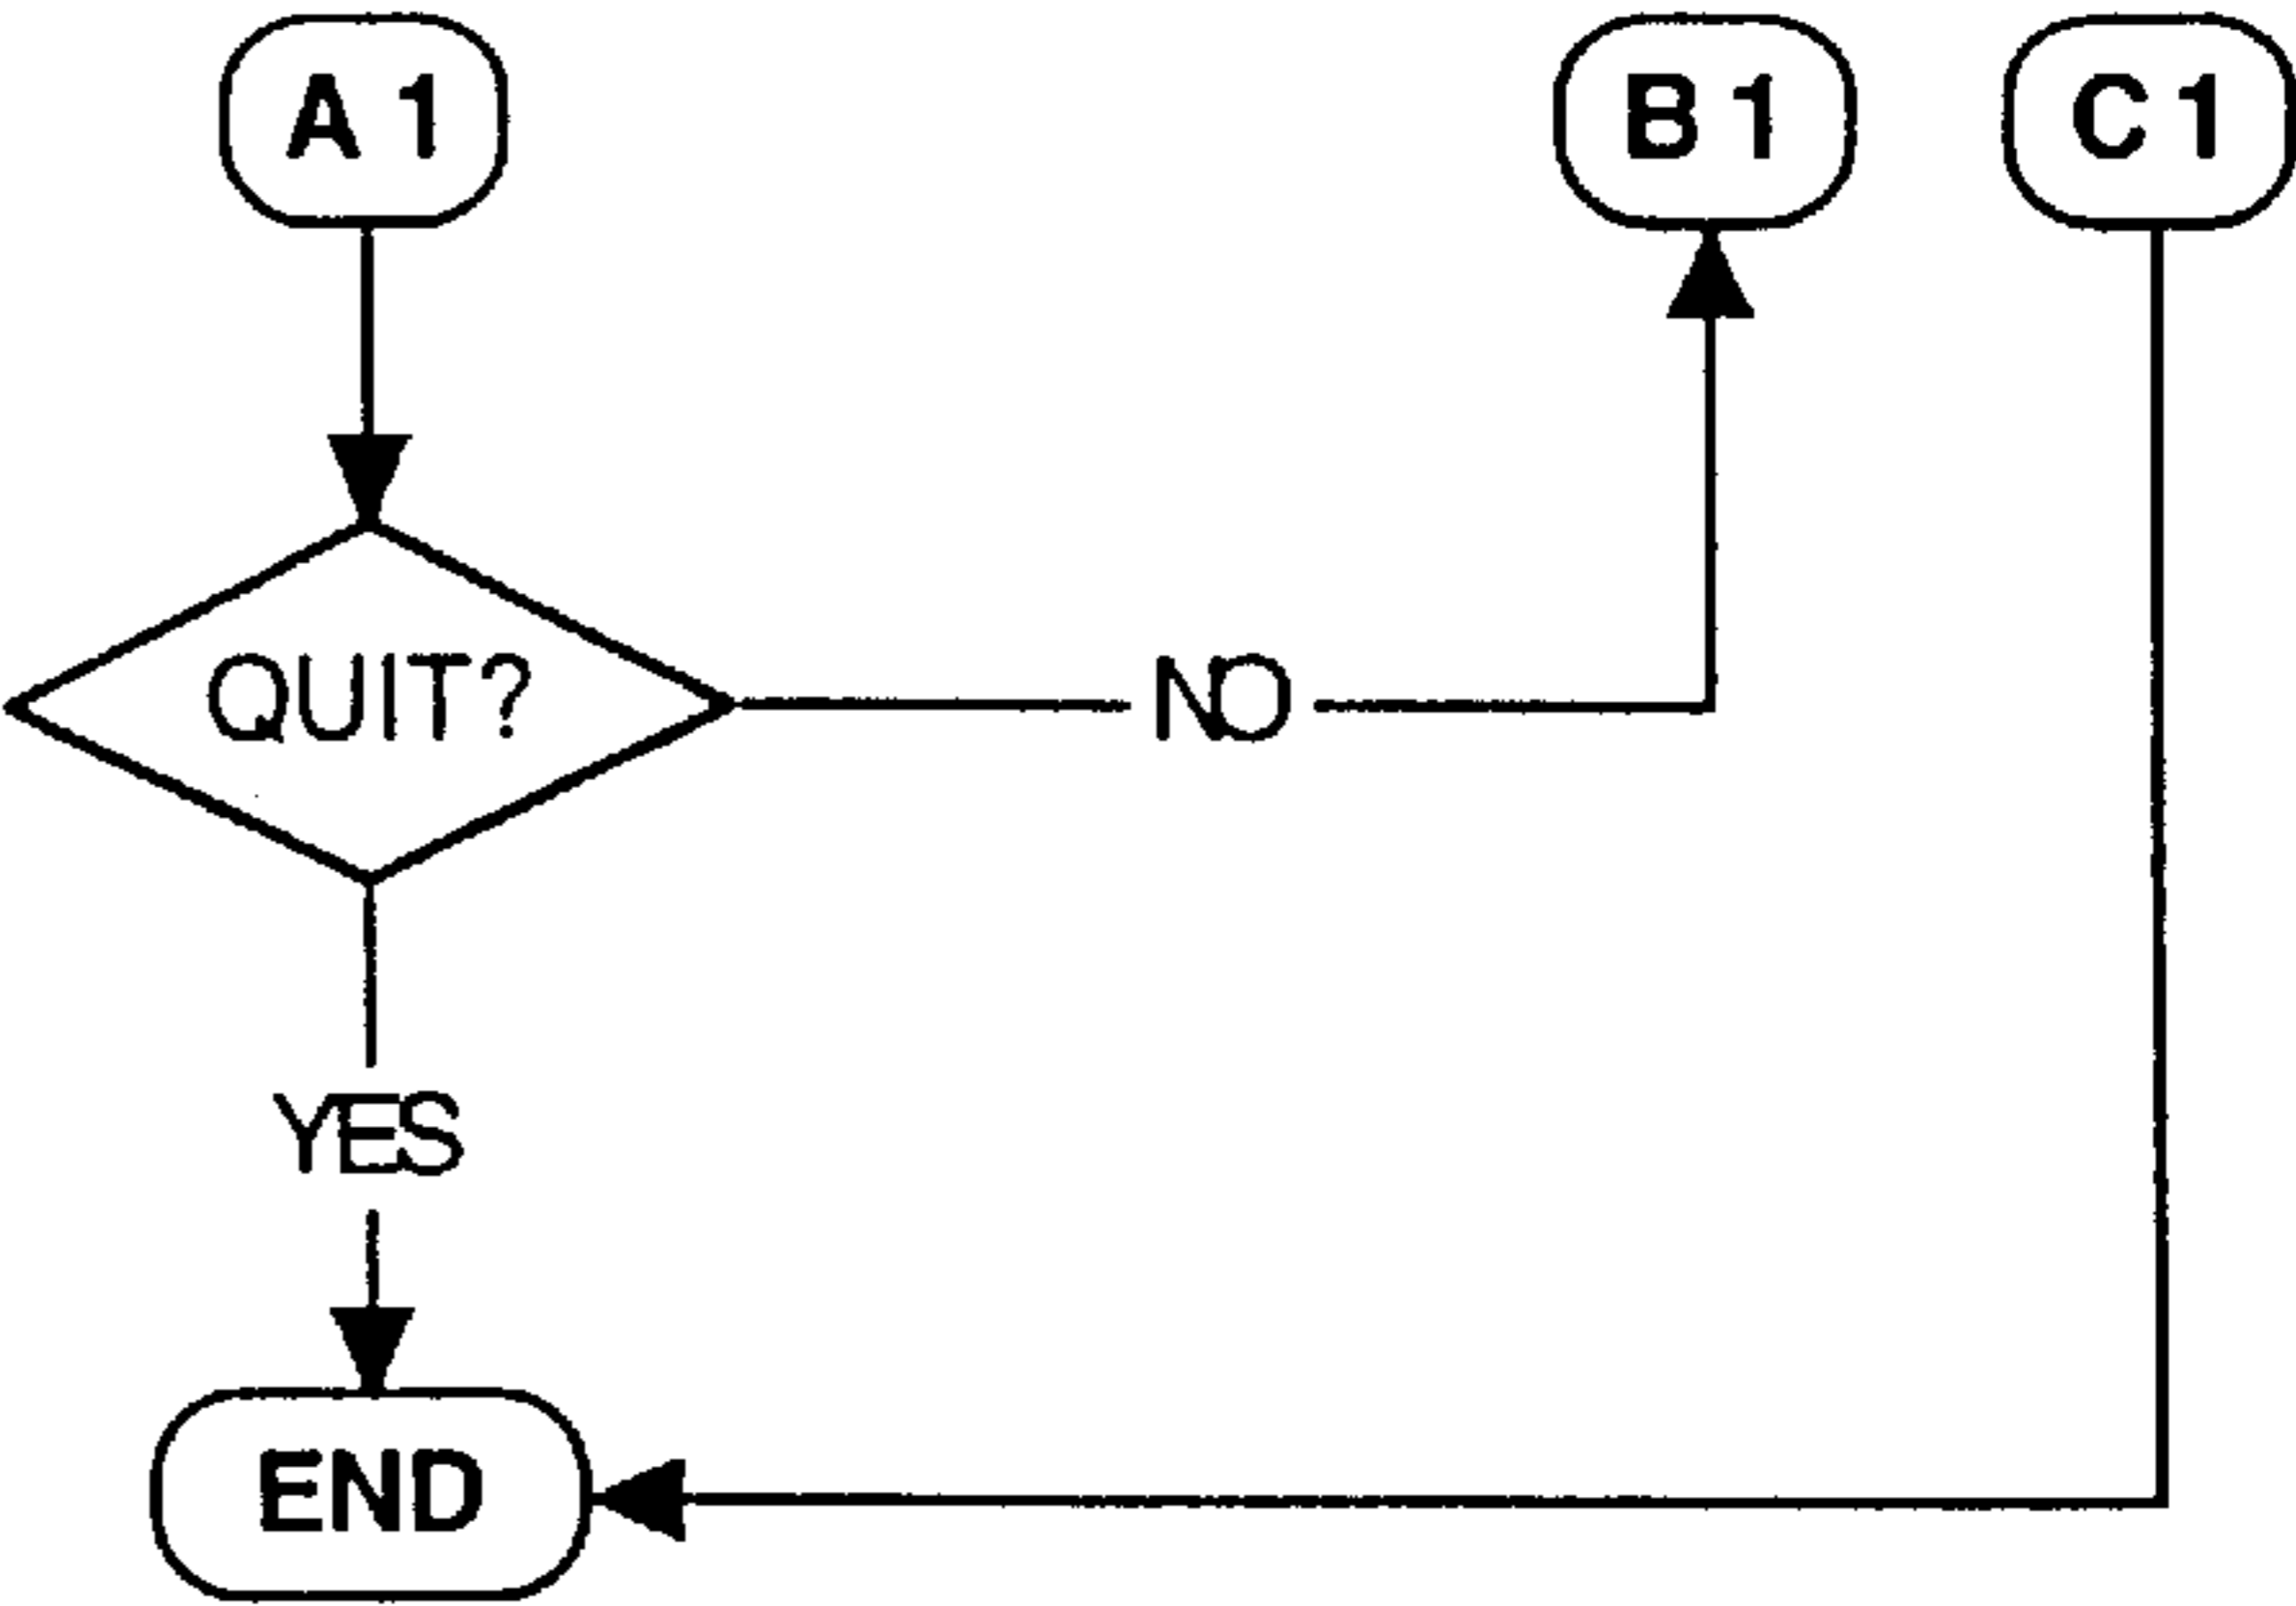 A 1
B 1
C 1
QUIT?
NO
YES
END